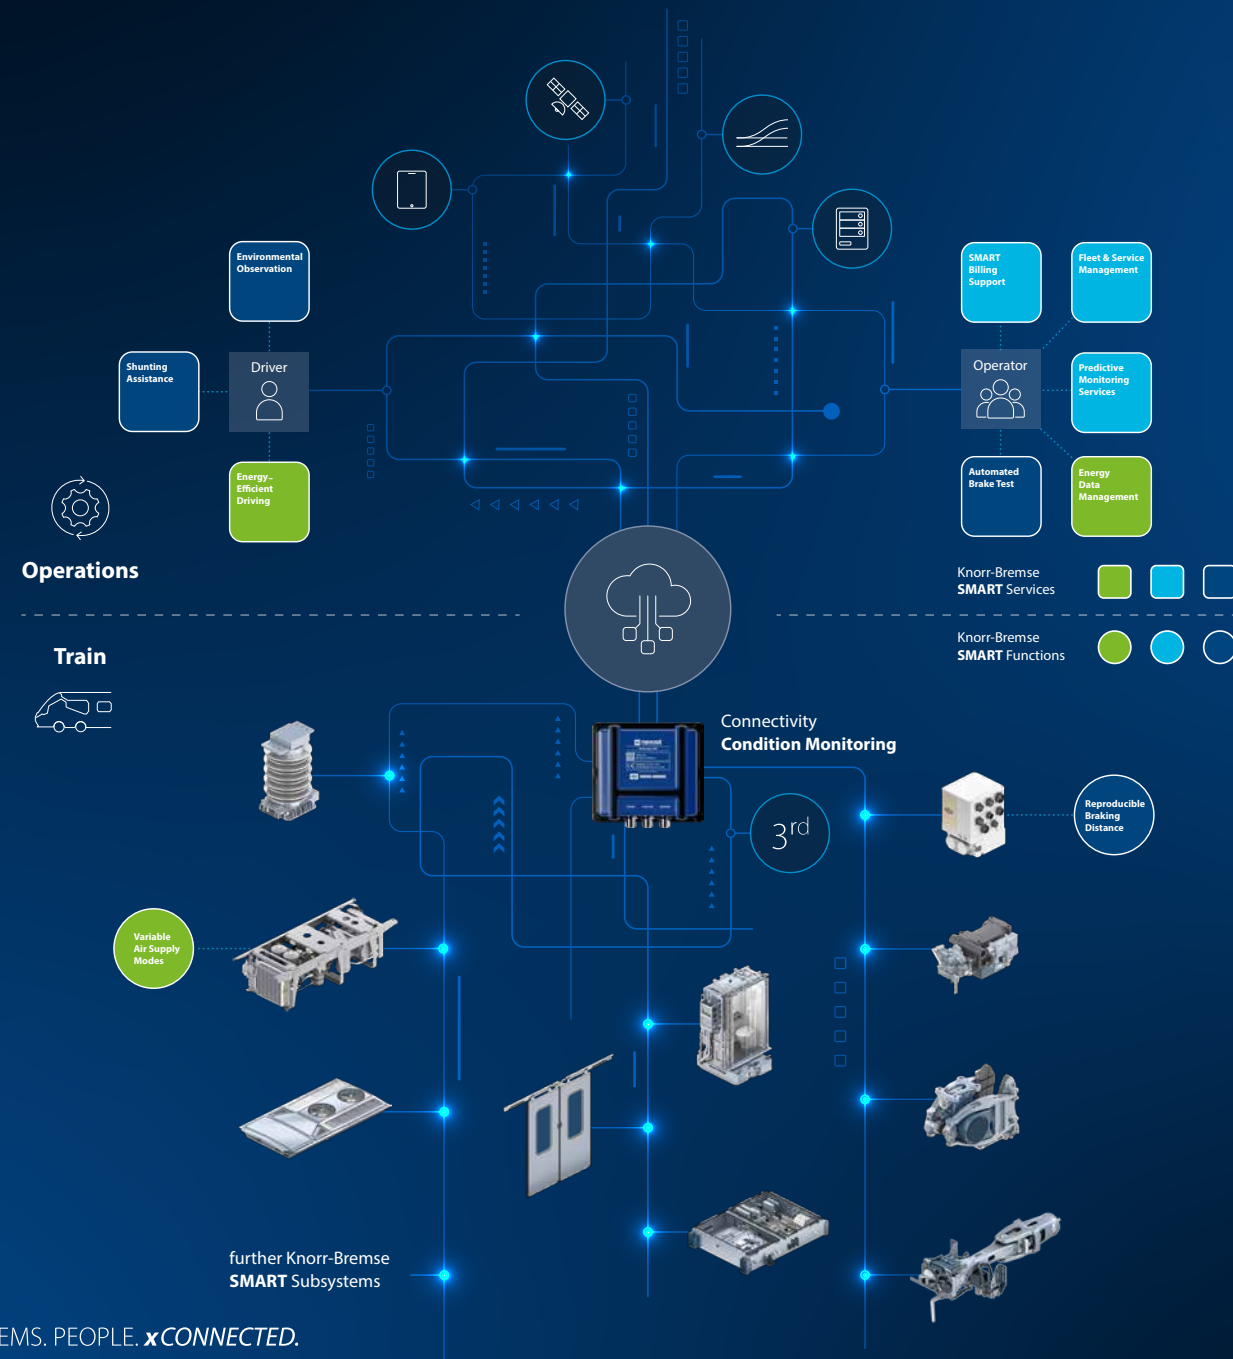 Environmental
Observation
Shunting
Assistance
Driver
Energy-
Efficient
Driving
SMART
Billing
Support
Fleet & Service
Management
Operator
Predictive
Monitoring
Services
Automated
Brake Test
Energy
Data
Management
Operations
Knorr-Bremse
SMART Services
Train
Knorr-Bremse
SMART Functions
Connectivity
Condition Monitoring
3rd
Reproducible
Braking
Distance
Variable
Air Supply
Modes
further Knorr-Bremse
SMART Subsystems
EMS. PEOPLE. xCONNECTED.